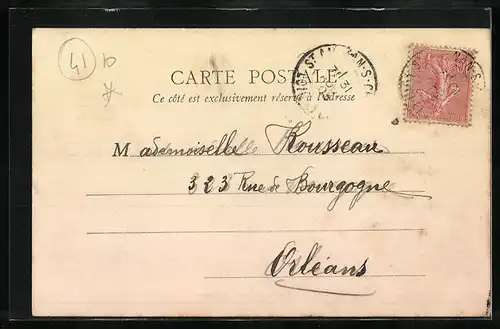 41 10
CARTE POSTALE
Ce côté est exclusivement réservé à l'adresse
Mademoiselle Rousseau
323 Rue de Bourgogne
Orléans